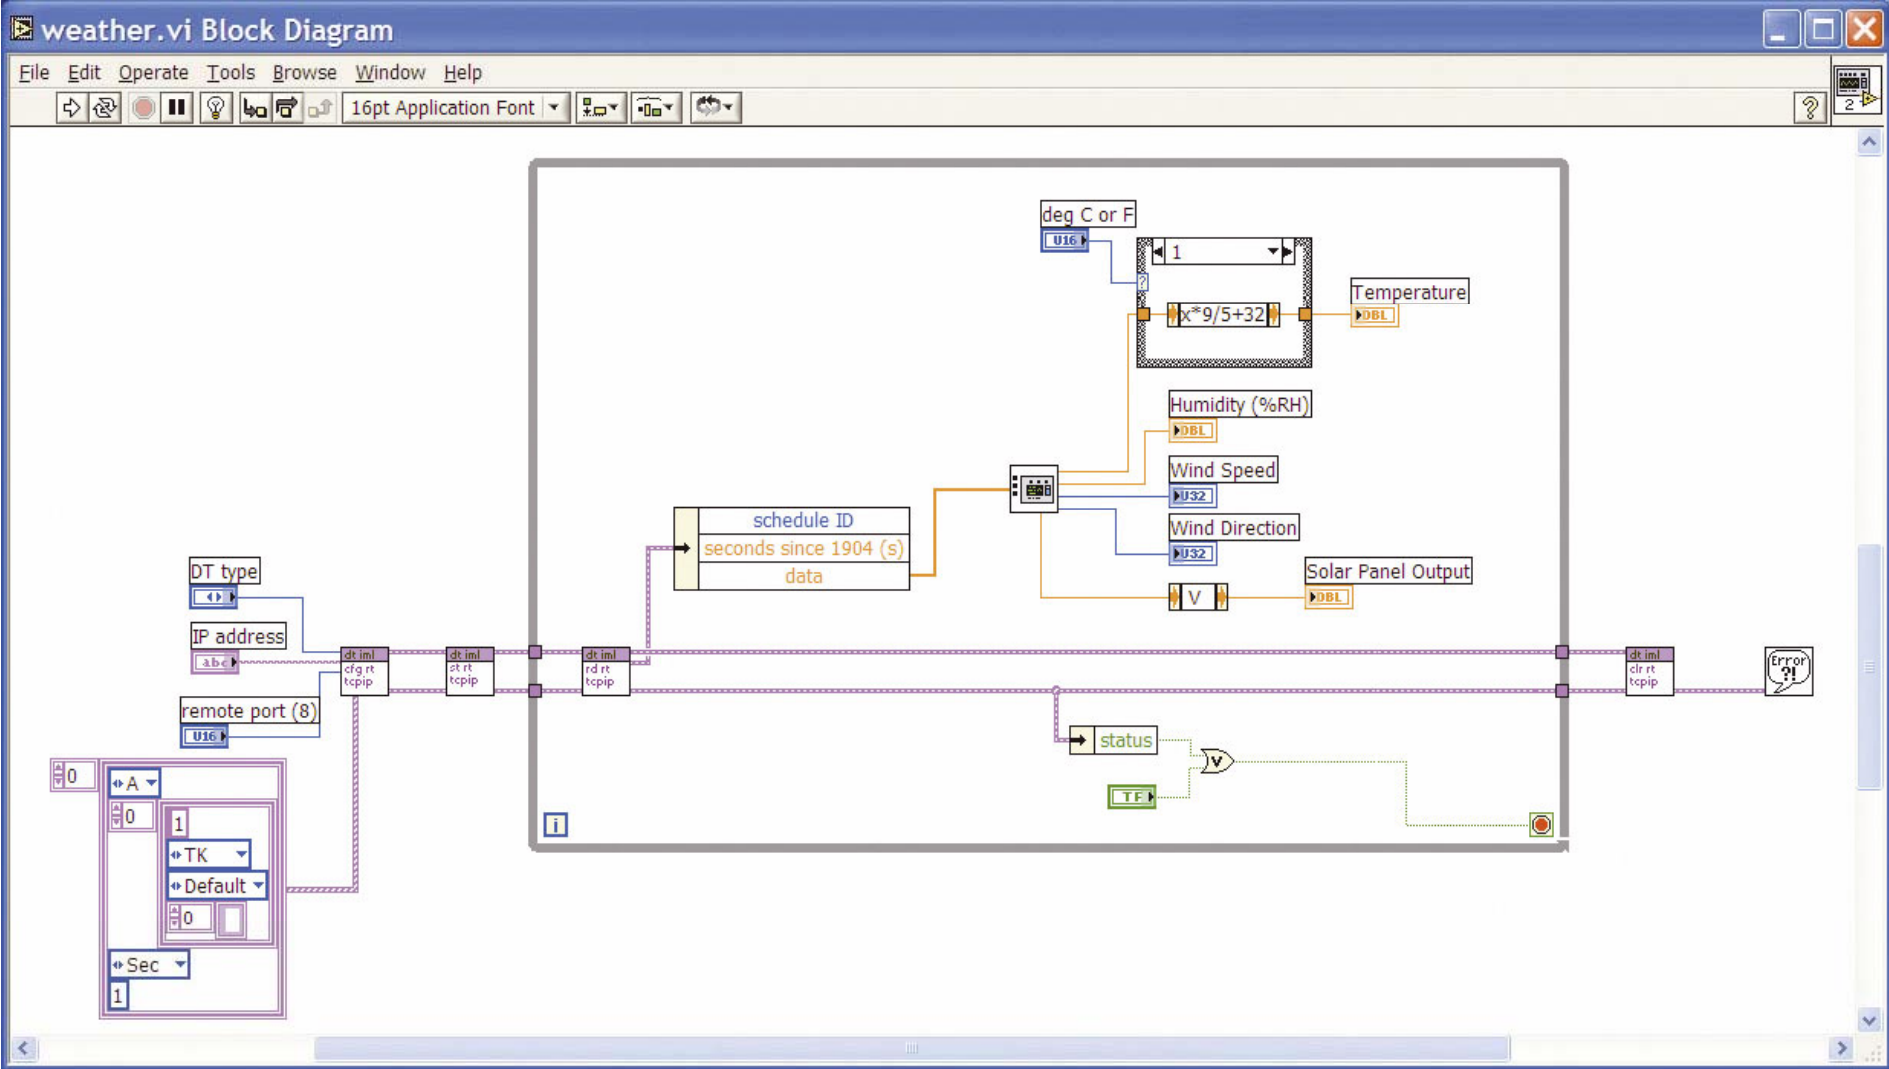 weather.vi Block Diagram
File Edit Operate Tools Browse Window Help
16pt Application Font
2
deg C or F
U16
1
x*9/5+32
Temperature
DBL
Humidity (%RH)
DBL
Wind Speed
U32
Wind Direction
U32
schedule ID
seconds since 1904 (s)
data
V
Solar Panel Output
DBL
DT type
IP address
abc
remote port (8)
U16
dt iml
cfg rt
tcpip
dt iml
st rt
tcpip
dt iml
rd rt
tcpip
dt iml
clr rt
tcpip
Error
?!
status
V
TF
i
0
A
0
1
TK
Default
0
Sec
1